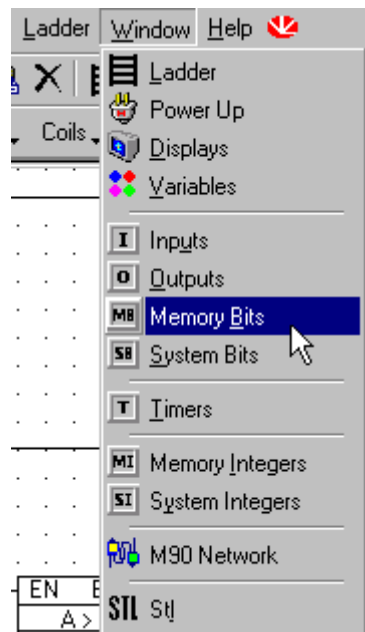 Ladder Window Help
Ladder
Power Up
Coils
Displays
Variables
I Inputs
O Outputs
MB Memory Bits
SB System Bits
T Timers
MI Memory Integers
SI System Integers
M90 Network
EN
STL Stl
A>